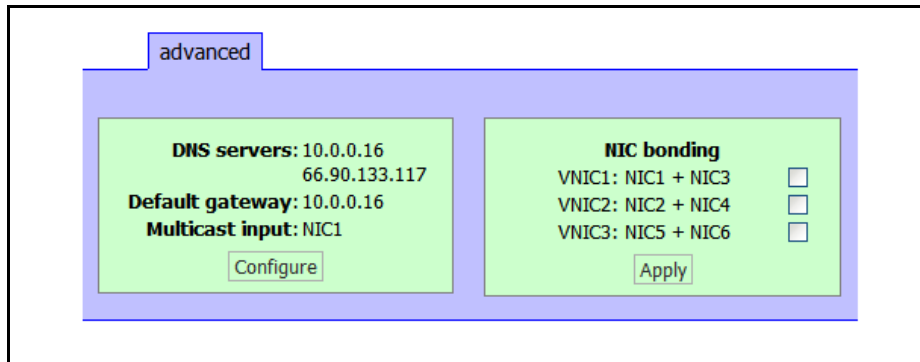 advanced
DNS servers: 10.0.0.16
66.90.133.117
Default gateway: 10.0.0.16
Multicast input: NIC1
Configure
NIC bonding
VNIC1: NIC1 + NIC3
VNIC2: NIC2 + NIC4
VNIC3: NIC5 + NIC6
Apply